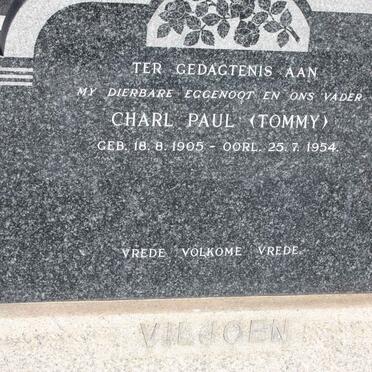 TER GEDAGTENIS AAN
MY DIERBARE EGGENOOT EN ONS VADER
CHARL PAUL (TOMMY)
GEB. 18. 8. 1905 - OORL. 25. 7. 1954.
VREDE VOLKOME VREDE.
VILJOEN